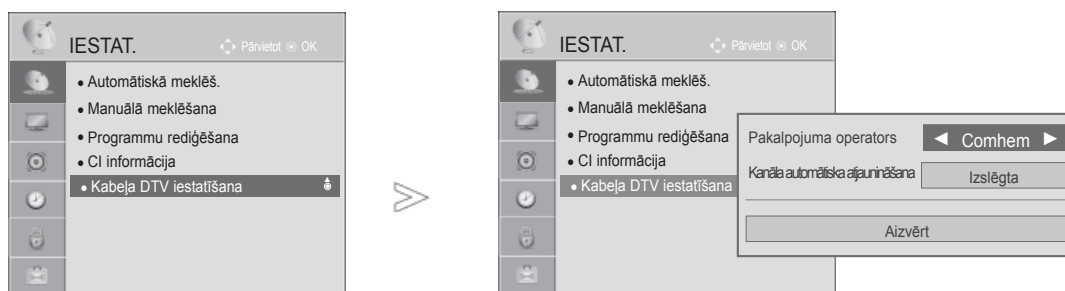 IESTAT.
Pārvietot OK
• Automātiskā meklēš.
• Manuālā meklēšana
• Programmu rediģēšana
• CI informācija
• Kabeļa DTV iestatīšana
IESTAT.
Pārvietot OK
• Automātiskā meklēš.
• Manuālā meklēšana
• Programmu rediģēšana
• CI informācija
• Kabeļa DTV iestatīšana
Pakalpojuma operators ◄ Comhem ►
Kanāla automātiska atjaunināšana Izslēgta
Aizvērt